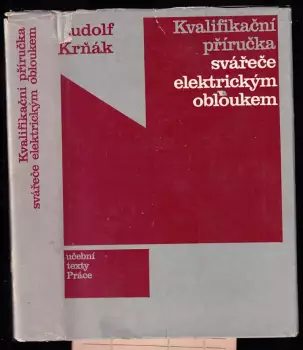 Kvalifikační příručka
svářeče elektrickým obloukem
udolf
Krňák
Kvalifikační
příručka
svářeče
elektrickým
obloukem
učební
texty
Práce